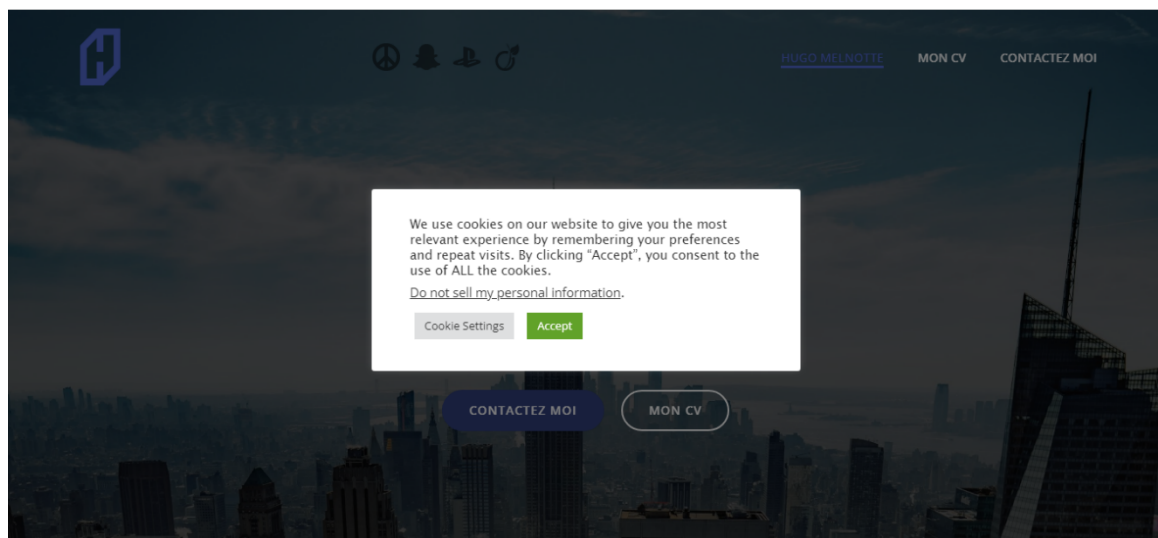 H
HUGO MELNOTTE
MON CV
CONTACTEZ MOI
We use cookies on our website to give you the most
relevant experience by remembering your preferences
and repeat visits. By clicking “Accept”, you consent to the
use of ALL the cookies.
Do not sell my personal information.
Cookie Settings
Accept
CONTACTEZ MOI
MON CV